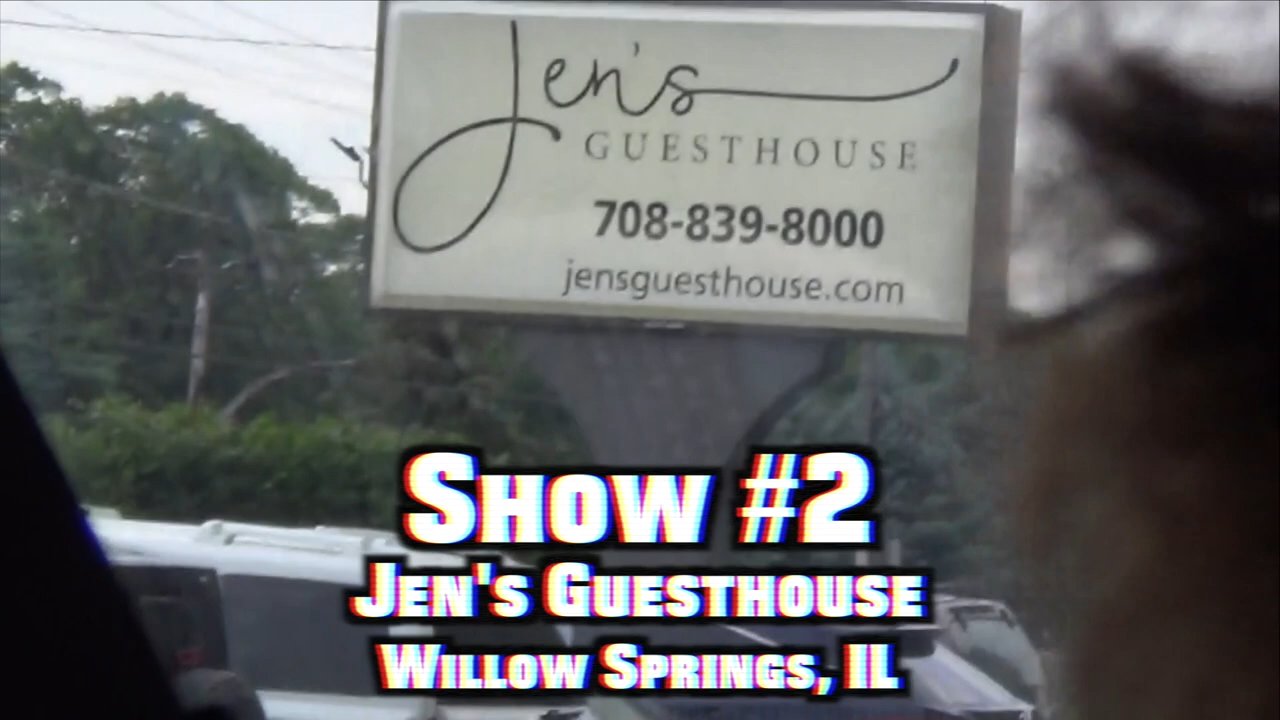 Jen's
GUESTHOUSE
708-839-8000
jensguesthouse.com
Show #2
Jen's Guesthouse
Willow Springs, IL